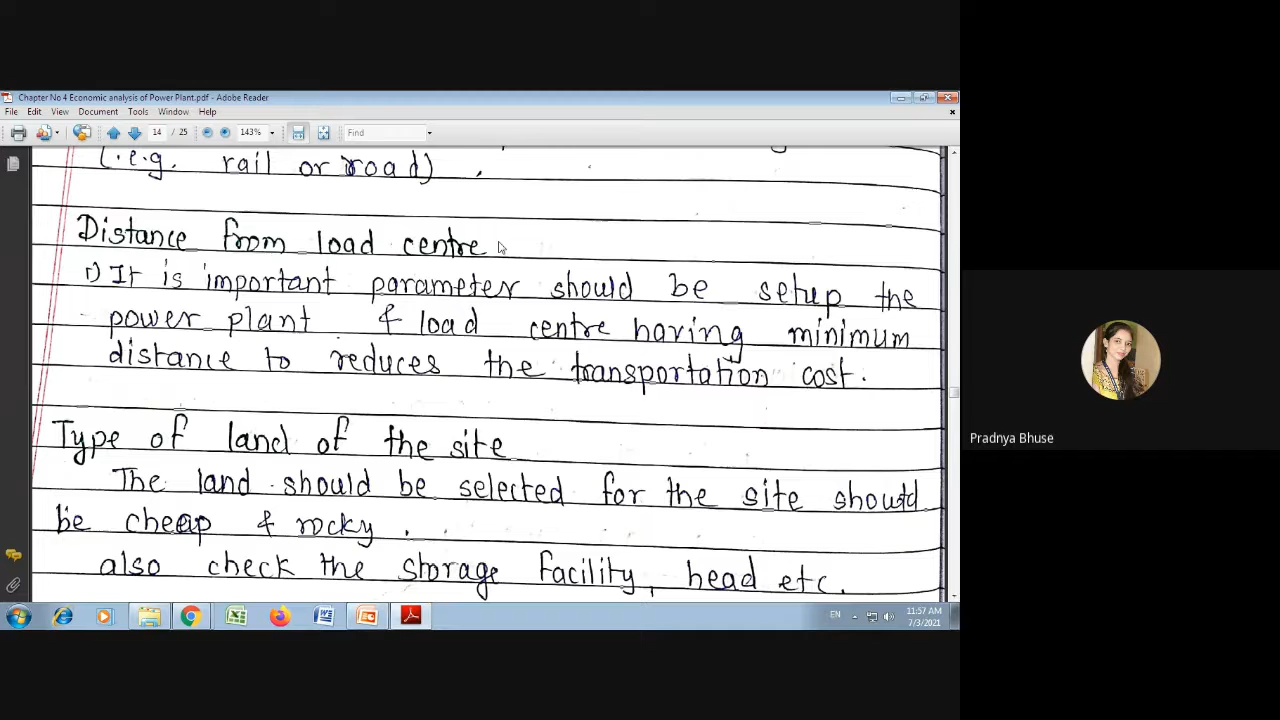 Chapter No 4 Economic analysis of Power Plant.pdf - Adobe Reader
File Edit View Document Tools Window Help
14 / 25 143% Find
(.e.g. rail or road) .
Distance from load centre
1) It is important parameter should be setup the
power plant & load centre having minimum
distance to reduces the transportation cost.
Type of land of the site
The land should be selected for the site should
be cheap & rocky .
also check the storage facility, head etc.
Pradnya Bhuse
EN 11:57 AM
7/3/2021